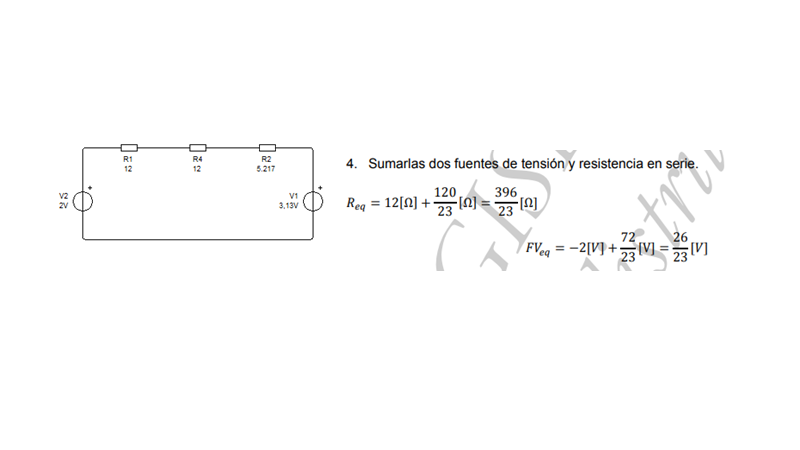 R1
12
R4
12
R2
5.217
V2
2V
+
V1
3,13V
+
4. Sumarlas dos fuentes de tensión y resistencia en serie.
R_eq = 12[Ω] + 120/23 [Ω] = 396/23 [Ω]
FV_eq = −2[V] + 72/23 [V] = 26/23 [V]